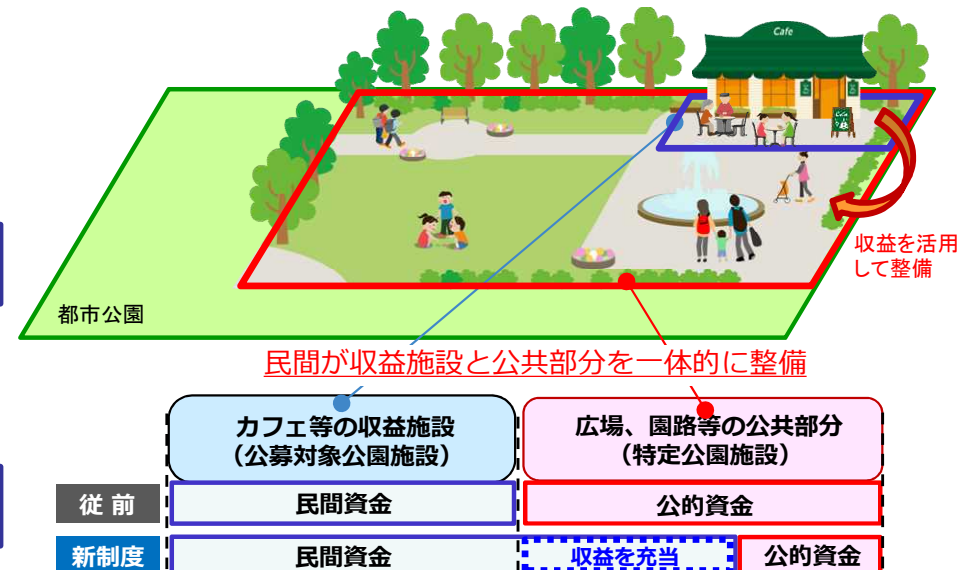 Cafe
収益を活用
して整備
都市公園
民間が収益施設と公共部分を一体的に整備
カフェ等の収益施設
（公募対象公園施設）
広場、園路等の公共部分
（特定公園施設）
従 前
民間資金
公的資金
新制度
民間資金
収益を充当
公的資金